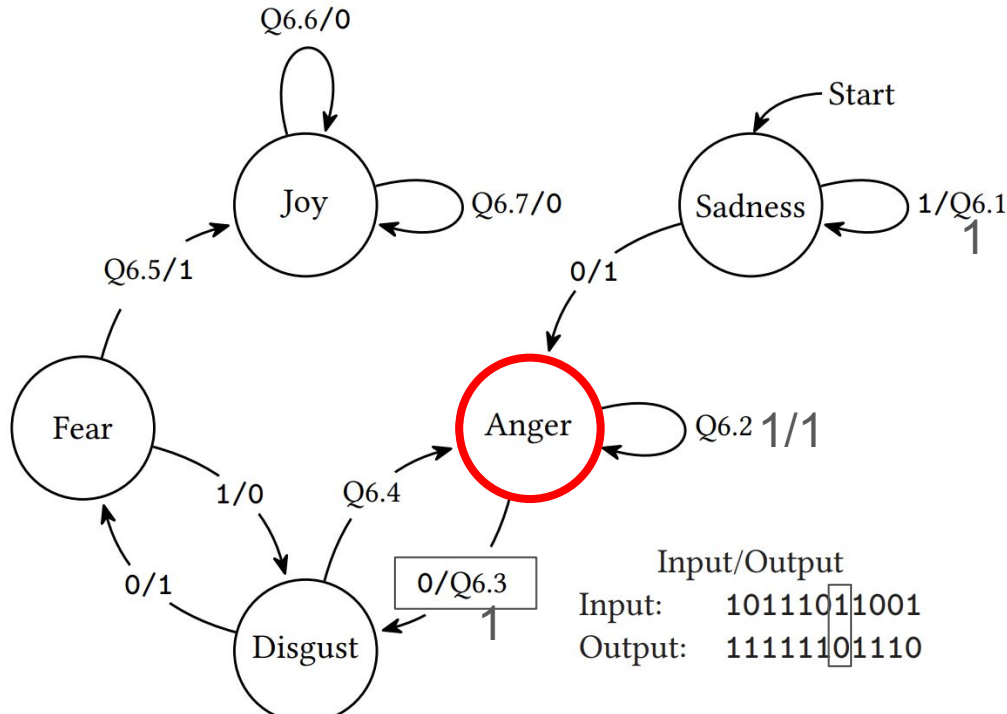 Q6.6/0
Start
Joy
Q6.7/0
Sadness
1/Q6.1
1
Q6.5/1
0/1
Fear
Anger
Q6.2 1/1
1/0
Q6.4
0/1
0/Q6.3
1
Disgust
Input/Output
Input: 10111011001
Output: 11111101110